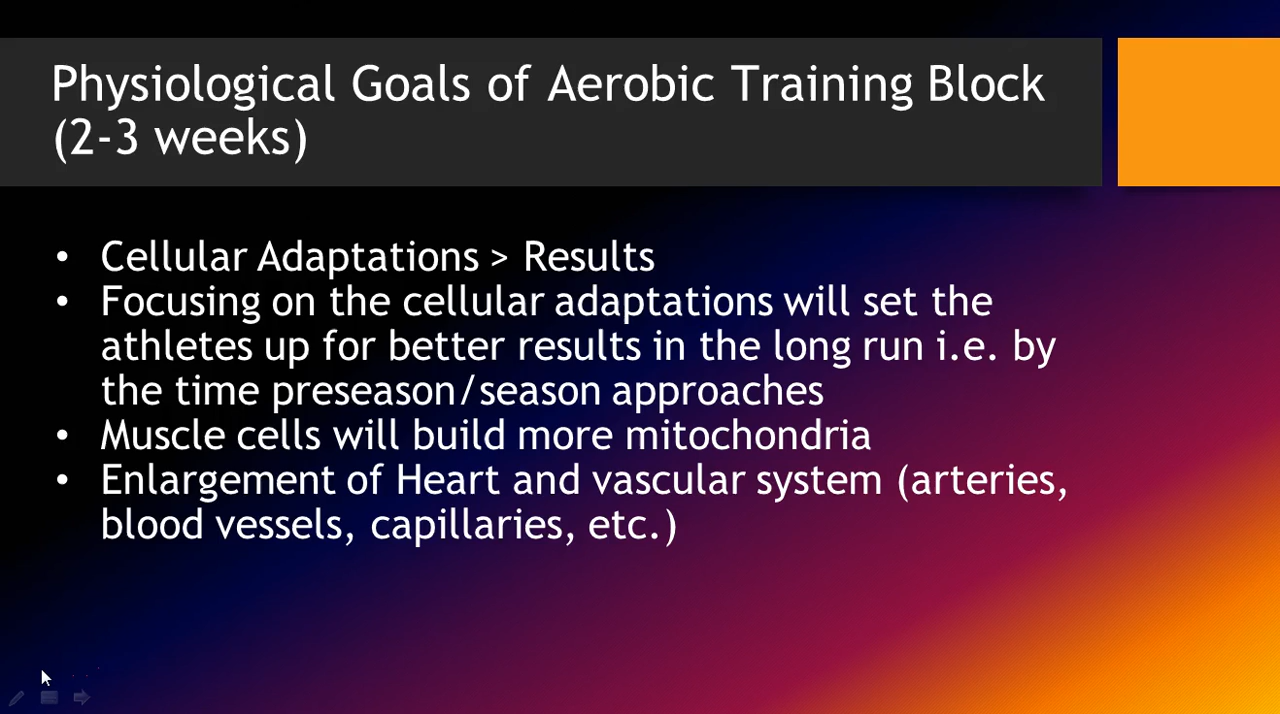 Physiological Goals of Aerobic Training Block
(2-3 weeks)
• Cellular Adaptations > Results
• Focusing on the cellular adaptations will set the
athletes up for better results in the long run i.e. by
the time preseason/season approaches
• Muscle cells will build more mitochondria
• Enlargement of Heart and vascular system (arteries,
blood vessels, capillaries, etc.)